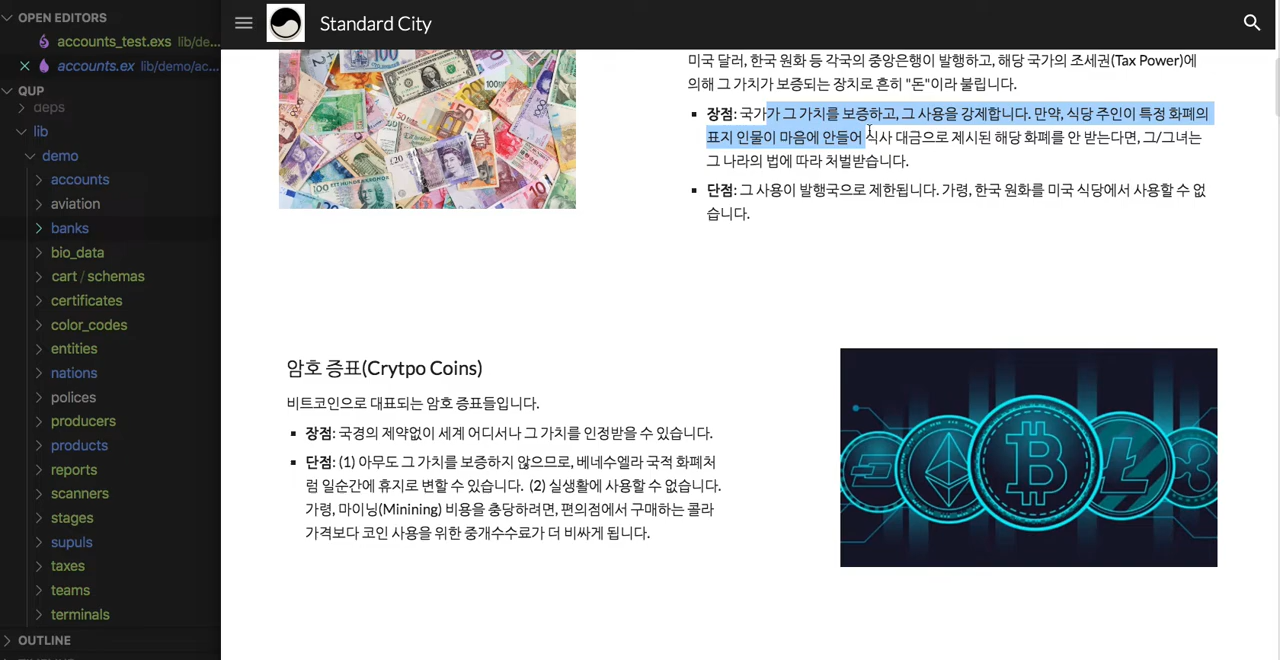 OPEN EDITORS
accounts_test.exs lib/de...
accounts.ex lib/demo/ac...
QUP
deps
lib
demo
accounts
aviation
banks
bio_data
cart / schemas
certificates
color_codes
entities
nations
polices
producers
products
reports
scanners
stages
supuls
taxes
teams
terminals
OUTLINE
Standard City
미국 달러, 한국 원화 등 각국의 중앙은행이 발행하고, 해당 국가의 조세권(Tax Power)에
의해 그 가치가 보증되는 장치로 흔히 "돈"이라 불립니다.
장점: 국가가 그 가치를 보증하고, 그 사용을 강제합니다. 만약, 식당 주인이 특정 화폐의
표지 인물이 마음에 안들어 식사 대금으로 제시된 해당 화폐를 안 받는다면, 그/그녀는
그 나라의 법에 따라 처벌받습니다.
단점: 그 사용이 발행국으로 제한됩니다. 가령, 한국 원화를 미국 식당에서 사용할 수 없
습니다.
암호 증표(Crytpo Coins)
비트코인으로 대표되는 암호 증표들입니다.
장점: 국경의 제약없이 세계 어디서나 그 가치를 인정받을 수 있습니다.
단점: (1) 아무도 그 가치를 보증하지 않으므로, 베네수엘라 국적 화폐처
럼 일순간에 휴지로 변할 수 있습니다. (2) 실생활에 사용할 수 없습니다.
가령, 마이닝(Minining) 비용을 충당하려면, 편의점에서 구매하는 콜라
가격보다 코인 사용을 위한 중개수수료가 더 비싸게 됩니다.